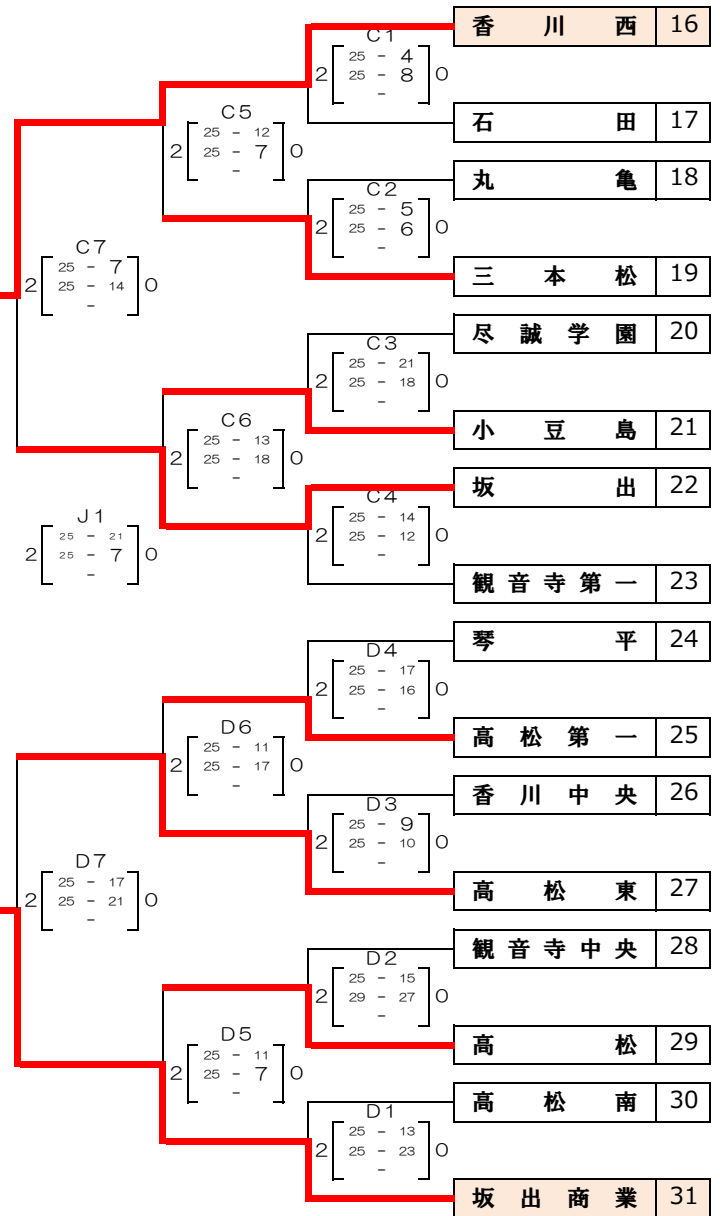 香川西 16
C1
2 25 - 4 0
25 - 8
-
石田 17
C5
2 25 - 12 0
25 - 7
-
丸亀 18
C2
2 25 - 5 0
25 - 6
-
三本松 19
C7
2 25 - 7 0
25 - 14
-
尽誠学園 20
C3
2 25 - 21 0
25 - 18
-
小豆島 21
C6
2 25 - 13 0
25 - 18
-
坂出 22
C4
2 25 - 14 0
25 - 12
-
観音寺第一 23
J1
2 25 - 21 0
25 - 7
-
琴平 24
D4
2 25 - 17 0
25 - 16
-
高松第一 25
D6
2 25 - 11 0
25 - 17
-
香川中央 26
D3
2 25 - 9 0
25 - 10
-
高松東 27
D7
2 25 - 17 0
25 - 21
-
観音寺中央 28
D2
2 25 - 15 0
29 - 27
-
高松 29
D5
2 25 - 11 0
25 - 7
-
高松南 30
D1
2 25 - 13 0
25 - 23
-
坂出商業 31